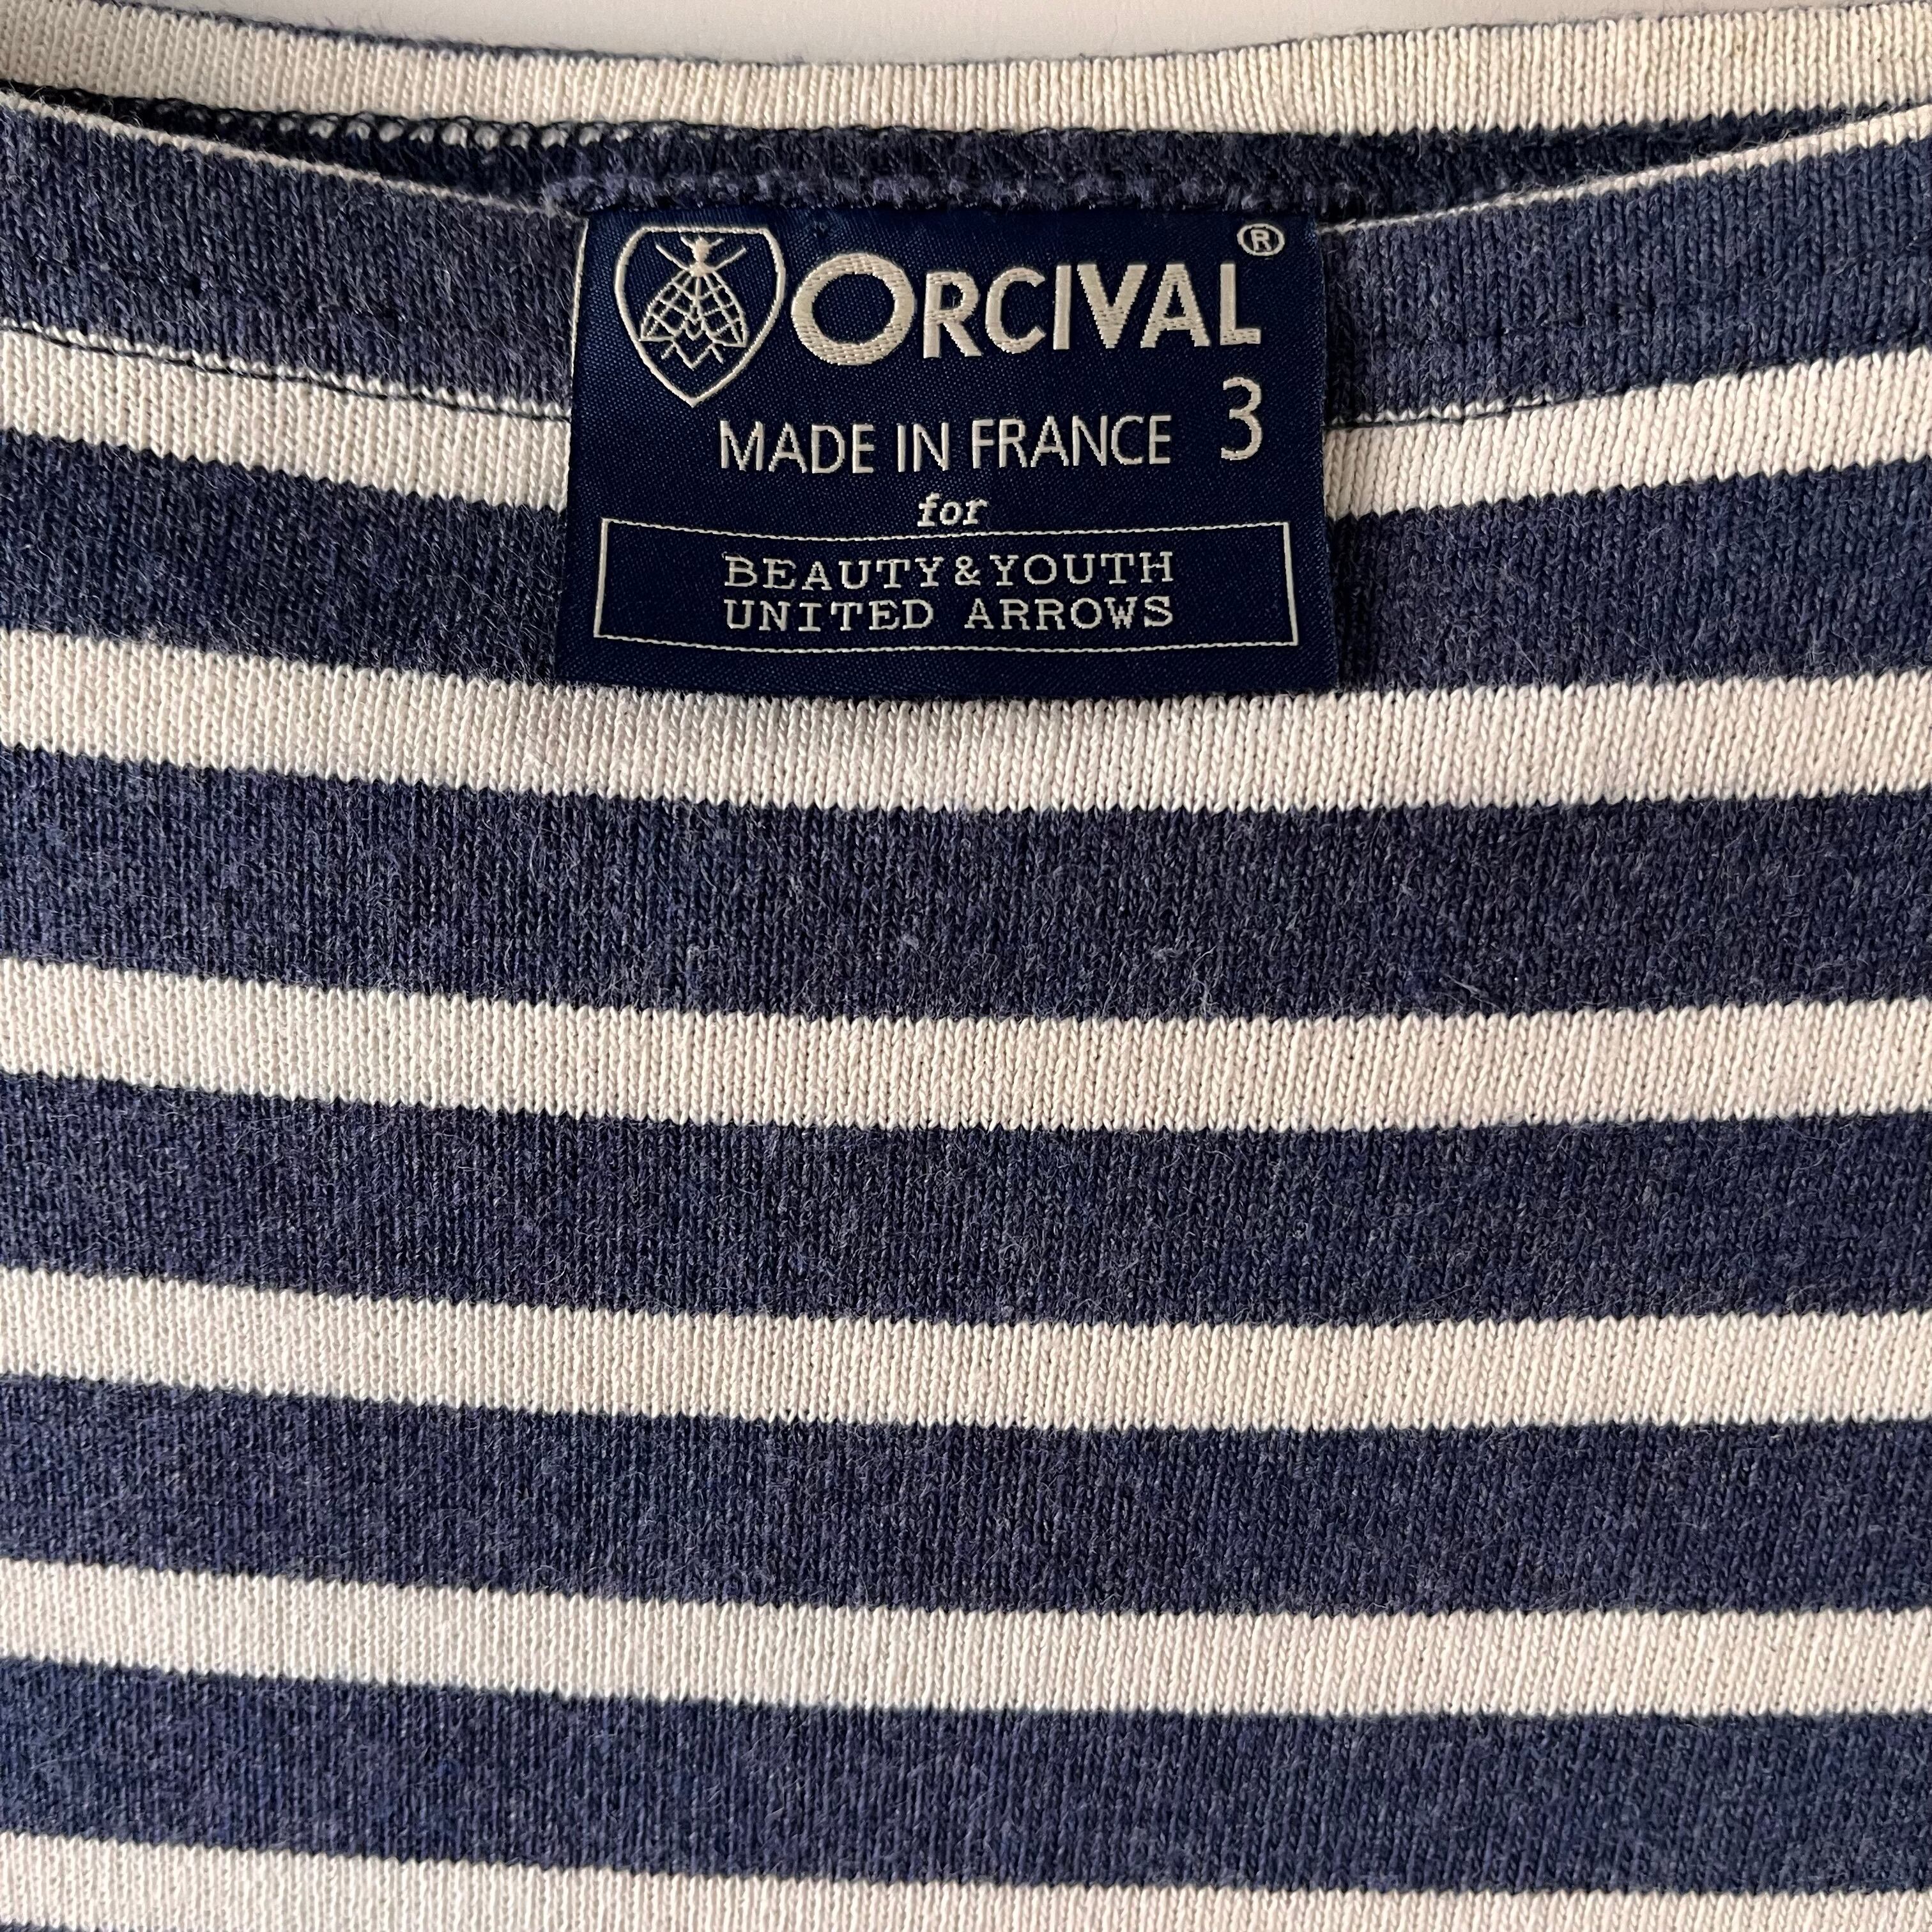 ORCIVAL ®
MADE IN FRANCE 3
for
BEAUTY & YOUTH
UNITED ARROWS